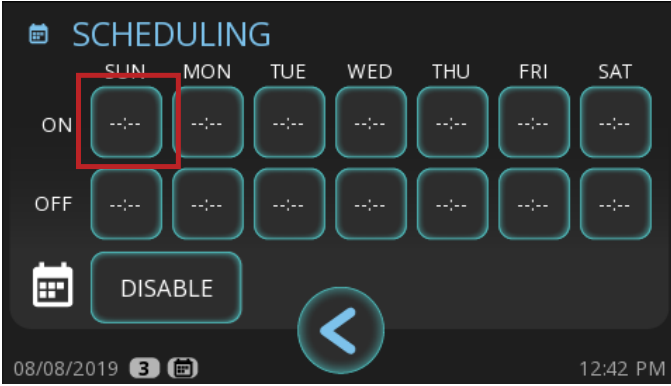 SCHEDULING
SUN MON TUE WED THU FRI SAT
ON --:-- --:-- --:-- --:-- --:-- --:-- --:--
OFF --:-- --:-- --:-- --:-- --:-- --:-- --:--
DISABLE
08/08/2019 3 12:42 PM